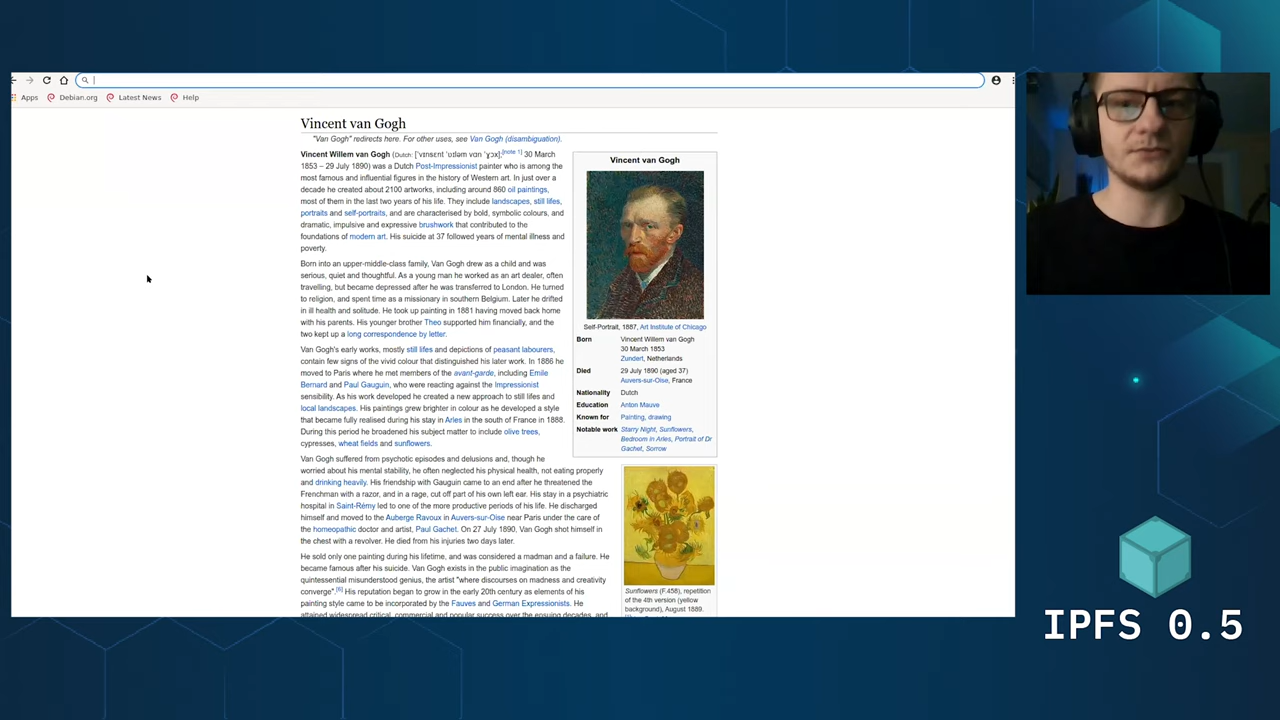 Apps Debian.org Latest News Help
Vincent van Gogh
"Van Gogh" redirects here. For other uses, see Van Gogh (disambiguation).
Vincent Willem van Gogh (Dutch: [ˈvɪnsɛnt ˈʋɪləm vɑn ˈɣɔx];[note 1] 30 March
1853 – 29 July 1890) was a Dutch Post-Impressionist painter who is among the
most famous and influential figures in the history of Western art. In just over a
decade he created about 2100 artworks, including around 860 oil paintings,
most of them in the last two years of his life. They include landscapes, still lifes,
portraits and self-portraits, and are characterised by bold, symbolic colours, and
dramatic, impulsive and expressive brushwork that contributed to the
foundations of modern art. His suicide at 37 followed years of mental illness and
poverty.
Born into an upper-middle-class family, Van Gogh drew as a child and was
serious, quiet and thoughtful. As a young man he worked as an art dealer, often
travelling, but became depressed after he was transferred to London. He turned
to religion, and spent time as a missionary in southern Belgium. Later he drifted
in ill health and solitude. He took up painting in 1881 having moved back home
with his parents. His younger brother Theo supported him financially, and the
two kept up a long correspondence by letter.
Van Gogh's early works, mostly still lifes and depictions of peasant labourers,
contain few signs of the vivid colour that distinguished his later work. In 1886 he
moved to Paris where he met members of the avant-garde, including Emile
Bernard and Paul Gauguin, who were reacting against the Impressionist
sensibility. As his work developed he created a new approach to still lifes and
local landscapes. His paintings grew brighter in colour as he developed a style
that became fully realised during his stay in Arles in the south of France in 1888.
During this period he broadened his subject matter to include olive trees,
cypresses, wheat fields and sunflowers.
Van Gogh suffered from psychotic episodes and delusions and, though he
worried about his mental stability, he often neglected his physical health, not eating properly
and drinking heavily. His friendship with Gauguin came to an end after he threatened the
Frenchman with a razor, and in a rage, cut off part of his own left ear. His stay in a psychiatric
hospital in Saint-Rémy led to one of the more productive periods of his life. He discharged
himself and moved to the Auberge Ravoux in Auvers-sur-Oise near Paris under the care of
the homeopathic doctor and artist, Paul Gachet. On 27 July 1890, Van Gogh shot himself in
the chest with a revolver. He died from his injuries two days later.
He sold only one painting during his lifetime, and was considered a madman and a failure. He
became famous after his suicide. Van Gogh exists in the public imagination as the
quintessential misunderstood genius, the artist "where discourses on madness and creativity
converge".[6] His reputation began to grow in the early 20th century as elements of his
painting style came to be incorporated by the Fauves and German Expressionists. He
attained widespread critical, commercial and popular success over the ensuing decades, and
Vincent van Gogh
Self-Portrait, 1887, Art Institute of Chicago
Born Vincent Willem van Gogh
30 March 1853
Zundert, Netherlands
Died 29 July 1890 (aged 37)
Auvers-sur-Oise, France
Nationality Dutch
Education Anton Mauve
Known for Painting, drawing
Notable work Starry Night, Sunflowers,
Bedroom in Arles, Portrait of Dr
Gachet, Sorrow
Sunflowers (F.458), repetition
of the 4th version (yellow
background), August 1889.
IPFS 0.5